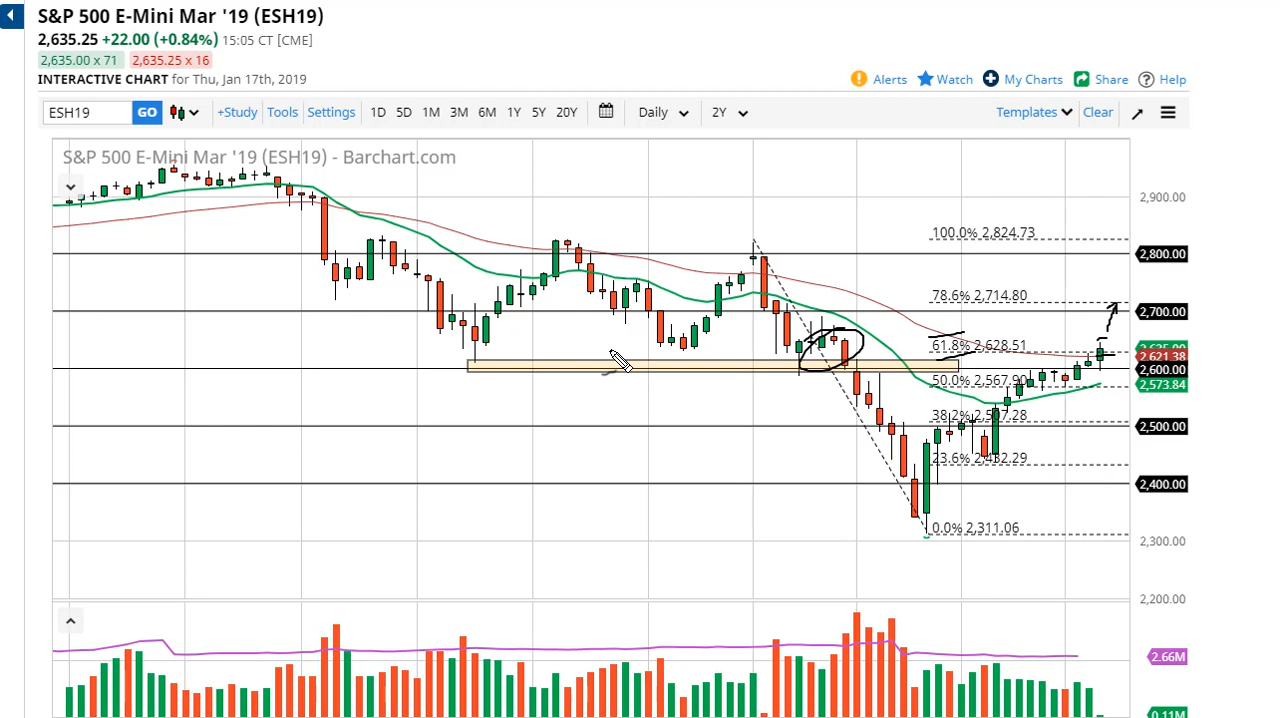 S&P 500 E-Mini Mar '19 (ESH19)
2,635.25 +22.00 (+0.84%) 15:05 CT [CME]
2,635.00 x 71 2,635.25 x 16
INTERACTIVE CHART for Thu, Jan 17th, 2019
Alerts Watch My Charts Share Help
ESH19 GO +Study Tools Settings 1D 5D 1M 3M 6M 1Y 5Y 20Y Daily 2Y Templates Clear
S&P 500 E-Mini Mar '19 (ESH19) - Barchart.com
2,900.00
100.0% 2,824.73
2,800.00
78.6% 2,714.80
2,700.00
61.8% 2,628.51
2,621.38
2,600.00
50.0% 2,567.90
2,573.84
38.2% 2,507.28
2,500.00
23.6% 2,432.29
2,400.00
0.0% 2,311.06
2,300.00
2,200.00
2.66M
0.11M